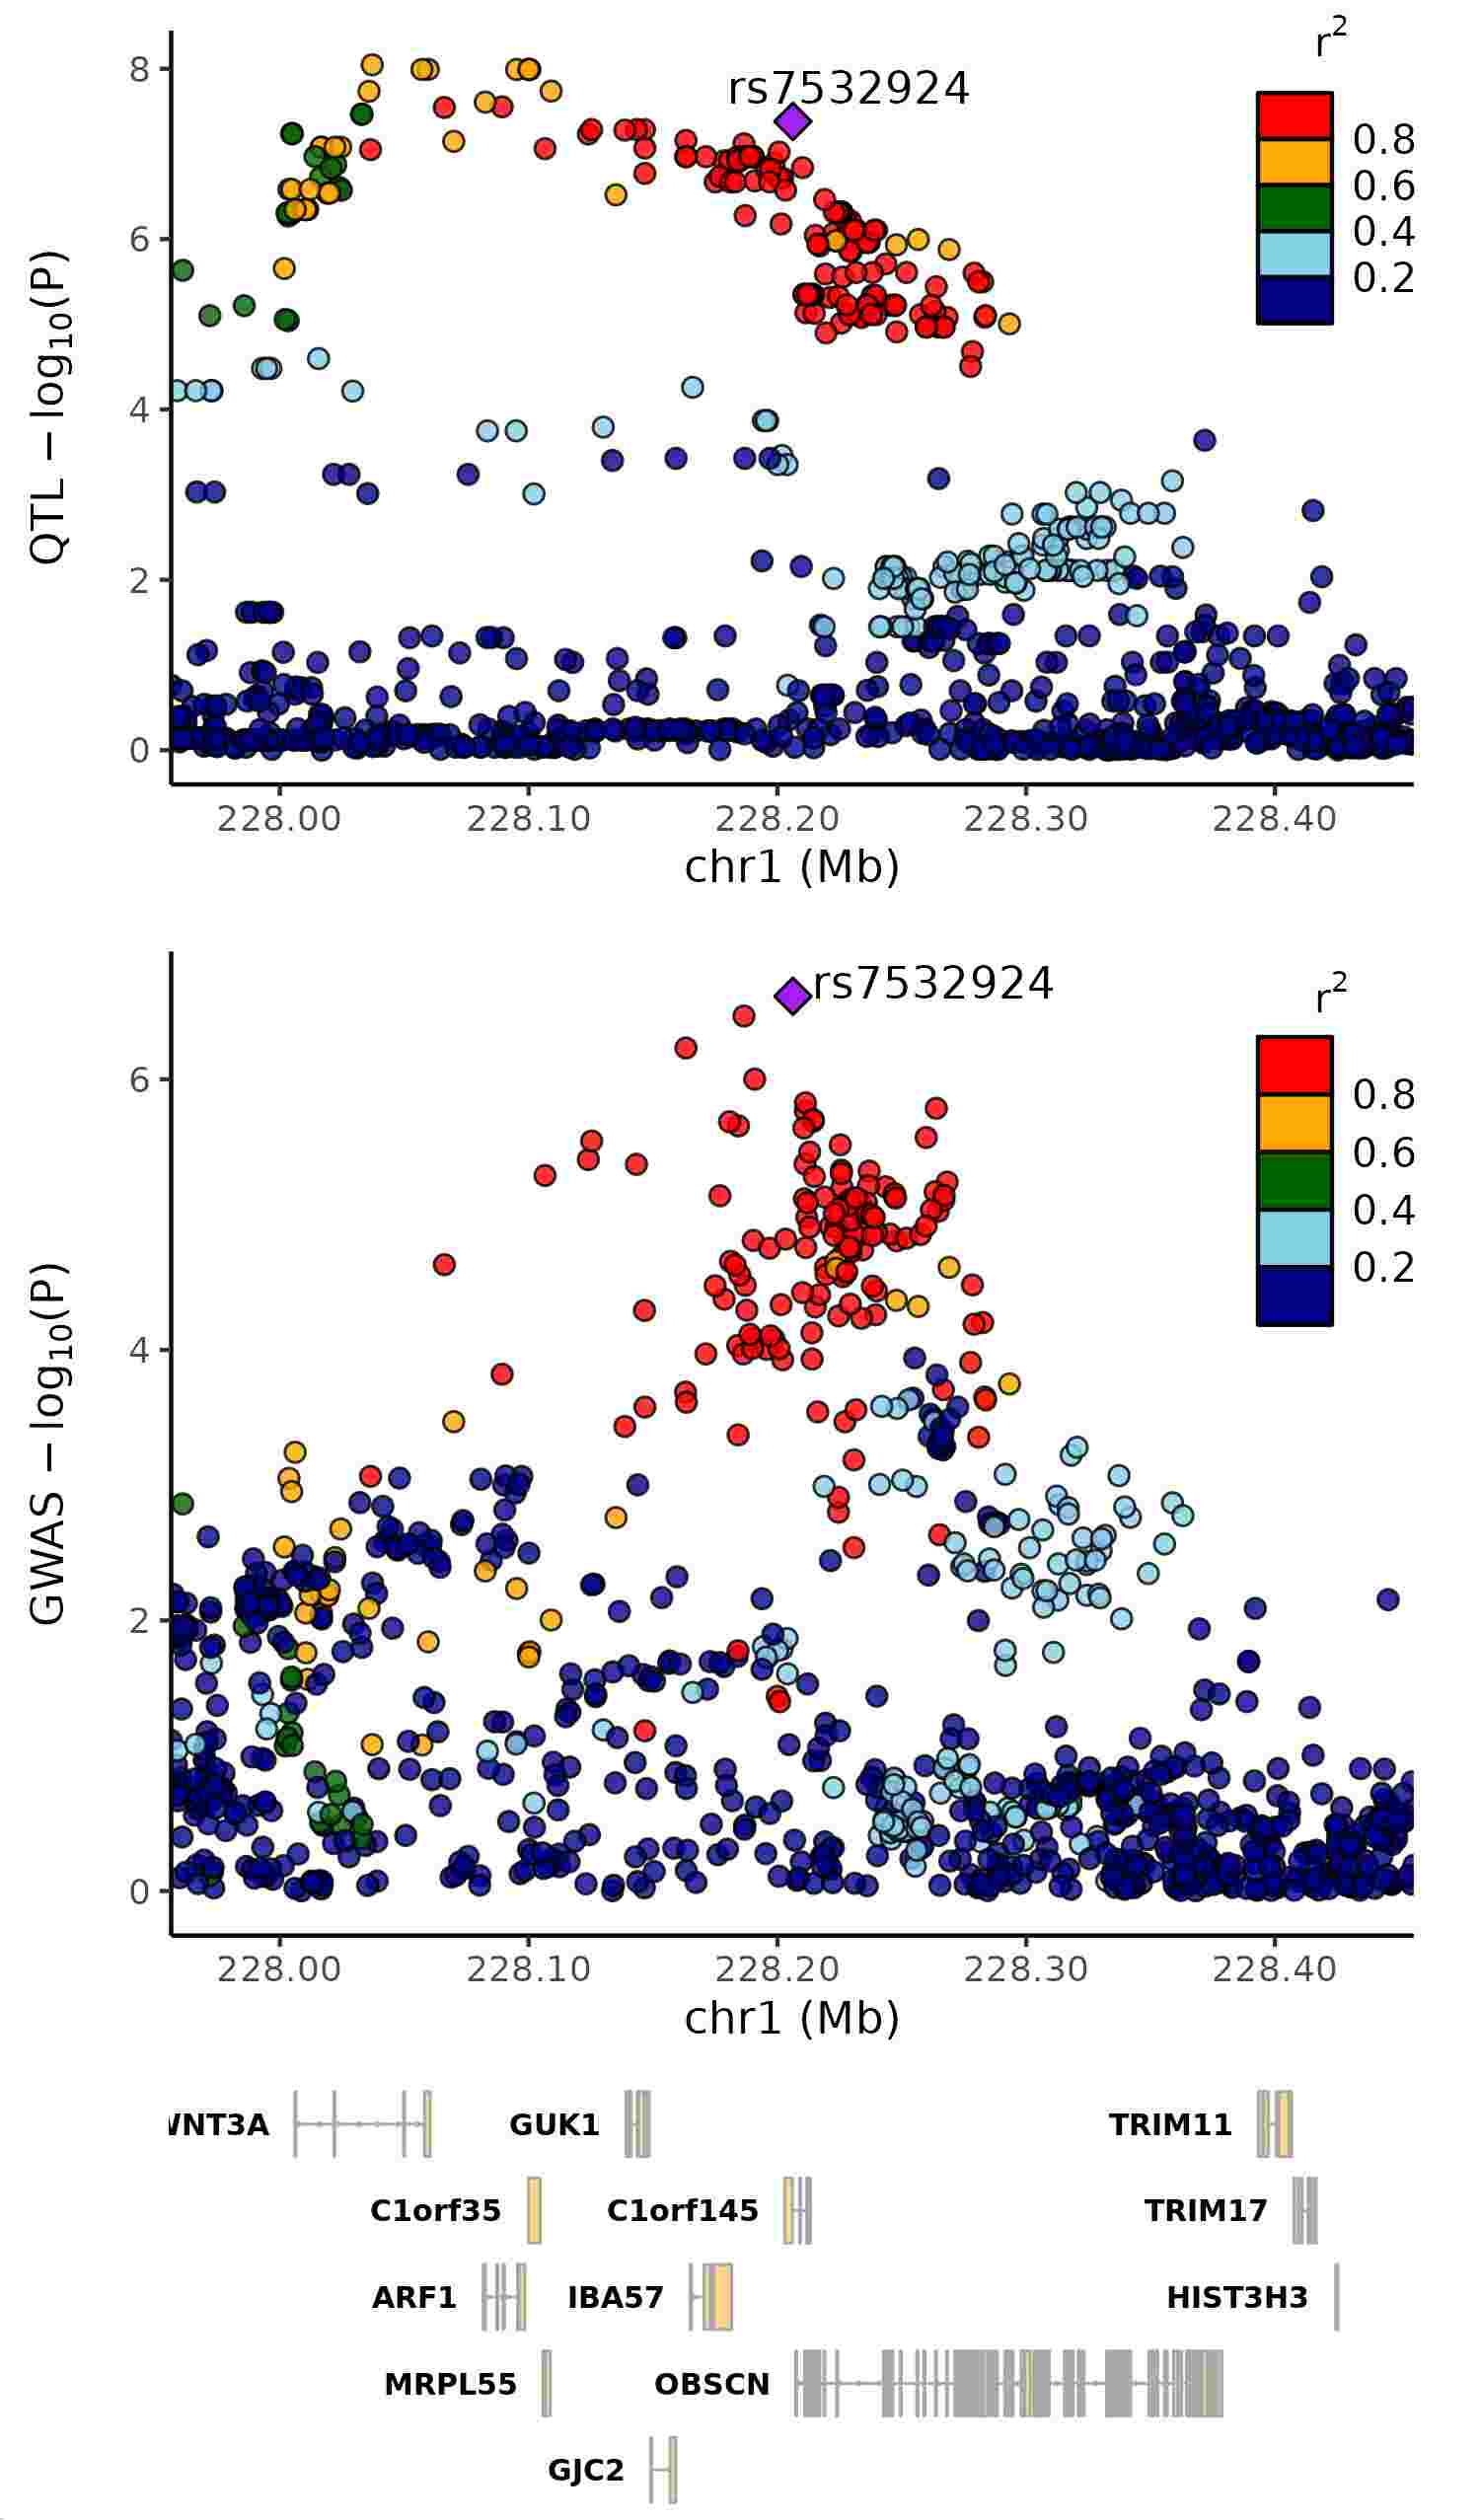 r²
8
rs7532924
0.8
0.6
6
0.4
0.2
QTL −log₁₀(P)
4
2
0
228.00 228.10 228.20 228.30 228.40
chr1 (Mb)
rs7532924
r²
6
0.8
0.6
0.4
0.2
GWAS −log₁₀(P)
4
2
0
228.00 228.10 228.20 228.30 228.40
chr1 (Mb)
WNT3A GUK1 TRIM11
C1orf35 C1orf145 TRIM17
ARF1 IBA57 HIST3H3
MRPL55 OBSCN
GJC2